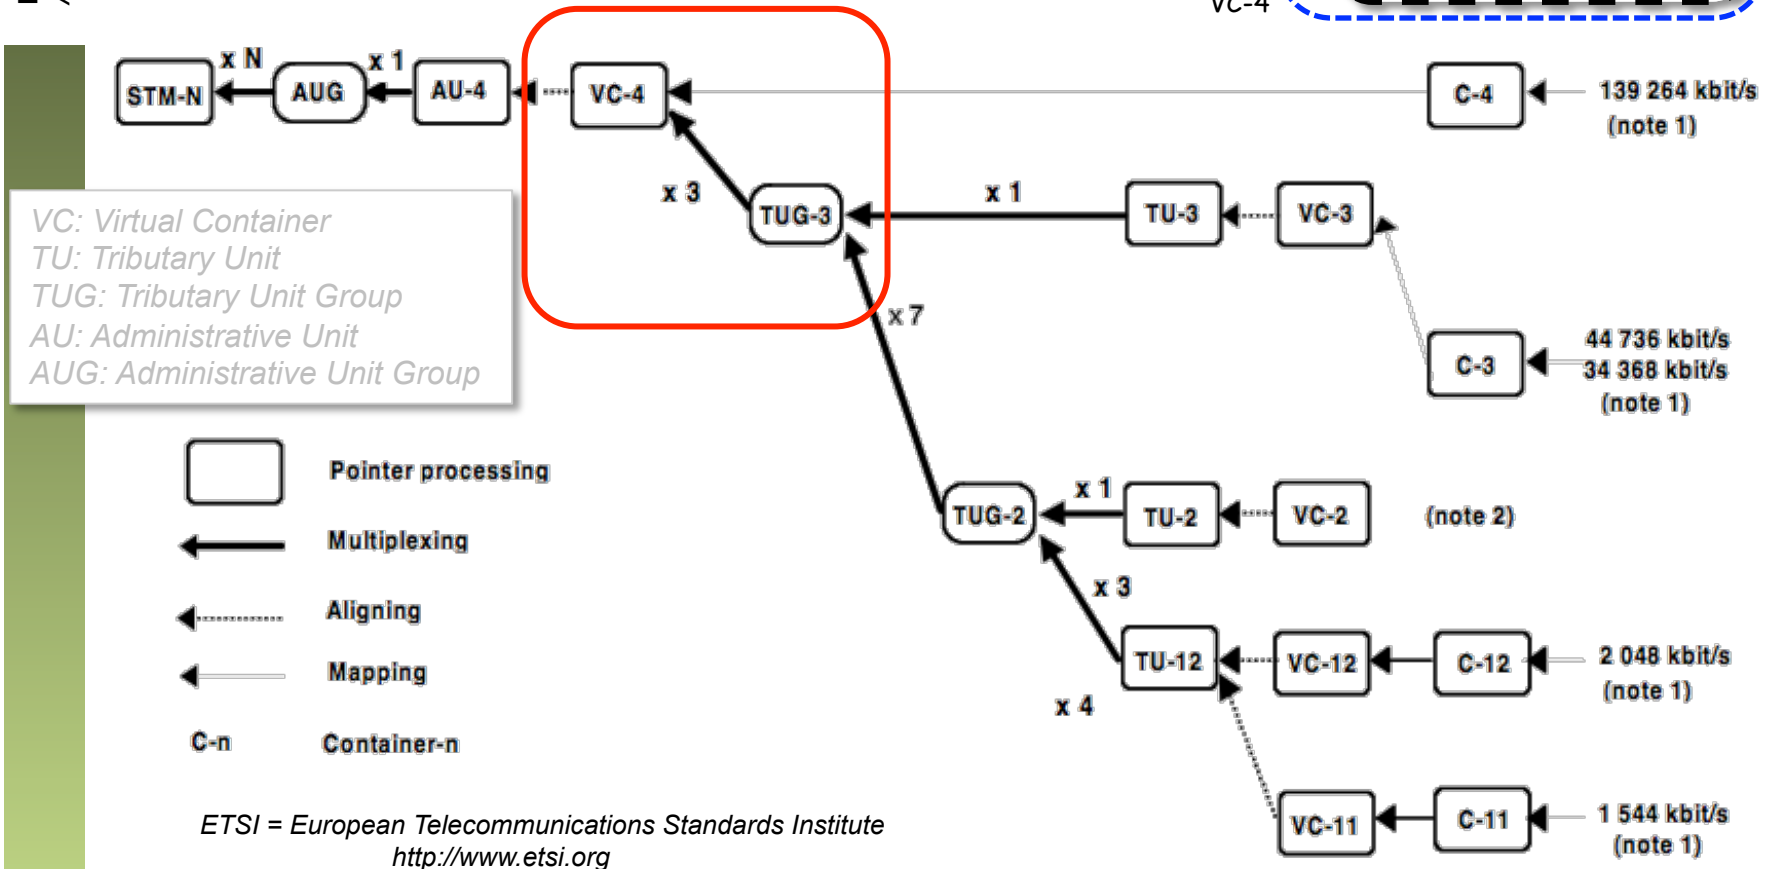 VC-4
x N
x 1
STM-N
AUG
AU-4
VC-4
C-4
139 264 kbit/s
(note 1)
x 3
TUG-3
x 1
TU-3
VC-3
VC: Virtual Container
TU: Tributary Unit
TUG: Tributary Unit Group
AU: Administrative Unit
AUG: Administrative Unit Group
x 7
C-3
44 736 kbit/s
34 368 kbit/s
(note 1)
Pointer processing
Multiplexing
Aligning
Mapping
C-n
Container-n
TUG-2
x 1
TU-2
VC-2
(note 2)
x 3
TU-12
VC-12
C-12
2 048 kbit/s
(note 1)
x 4
VC-11
C-11
1 544 kbit/s
(note 1)
ETSI = European Telecommunications Standards Institute
http://www.etsi.org